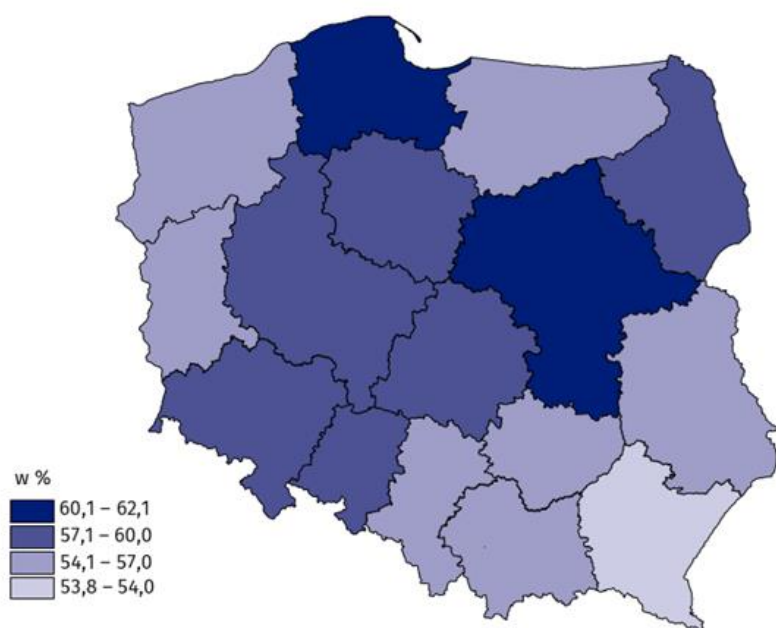 w %
60,1 – 62,1
57,1 – 60,0
54,1 – 57,0
53,8 – 54,0